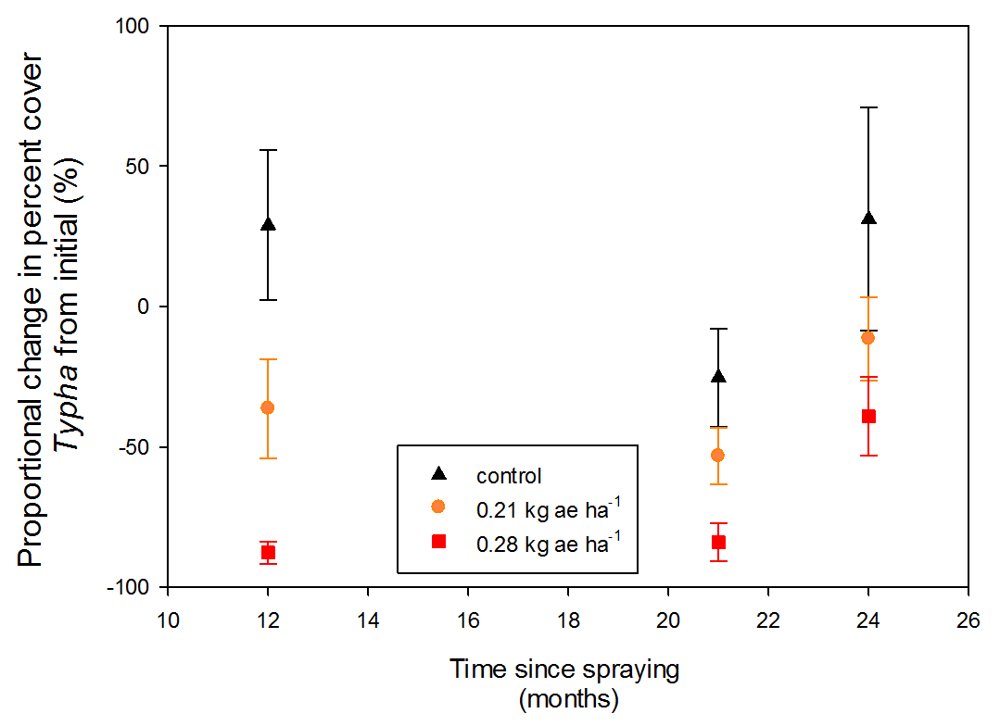 Proportional change in percent cover
Typha from initial (%)
100
50
0
-50
-100
control
0.21 kg ae ha-1
0.28 kg ae ha-1
10 12 14 16 18 20 22 24 26
Time since spraying
(months)